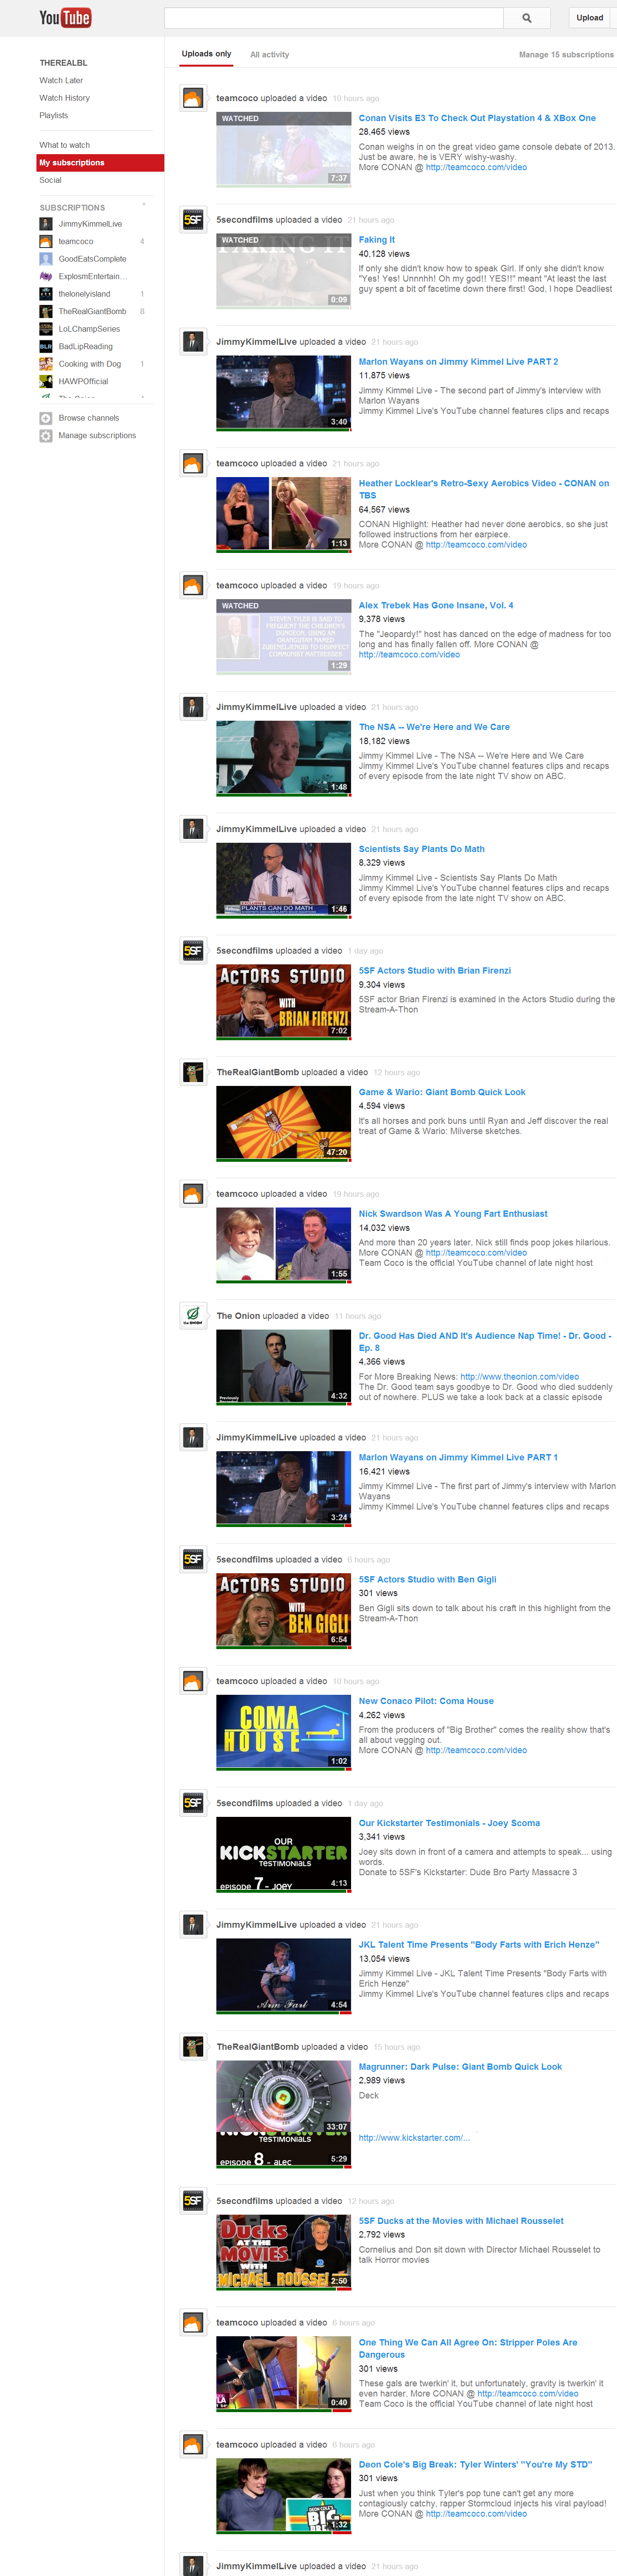 YouTube
Upload
THEREALBL
Watch Later
Watch History
Playlists
What to watch
My subscriptions
Social
SUBSCRIPTIONS
JimmyKimmelLive
teamcoco 4
GoodEatsComplete
ExplosmEntertain...
thelonelyisland 1
TheRealGiantBomb 8
LoLChampSeries
BLR BadLipReading
Cooking with Dog 1
HAWPOfficial
The Onion
Browse channels
Manage subscriptions
Uploads only All activity Manage 15 subscriptions
teamcoco uploaded a video 10 hours ago
WATCHED
7:37
Conan Visits E3 To Check Out Playstation 4 & XBox One
28,465 views
Conan weighs in on the great video game console debate of 2013.
Just be aware, he is VERY wishy-washy.
More CONAN @ http://teamcoco.com/video
5SF
5secondfilms uploaded a video 21 hours ago
WATCHED
FAKING IT
0:09
Faking It
40,128 views
If only she didn't know how to speak Girl. If only she didn't know
"Yes! Yes! Unnnh! Oh my god!! YES!!" meant "At least the last
guy spent a bit of facetime down there first! God, I hope Deadliest
JimmyKimmelLive uploaded a video 21 hours ago
3:40
Marlon Wayans on Jimmy Kimmel Live PART 2
11,875 views
Jimmy Kimmel Live - The second part of Jimmy's interview with
Marlon Wayans
Jimmy Kimmel Live's YouTube channel features clips and recaps
teamcoco uploaded a video 21 hours ago
1:13
Heather Locklear's Retro-Sexy Aerobics Video - CONAN on
TBS
64,567 views
CONAN Highlight: Heather had never done aerobics, so she just
followed instructions from her earpiece.
More CONAN @ http://teamcoco.com/video
teamcoco uploaded a video 19 hours ago
WATCHED
STEVEN TYLER IS SAID TO
FREQUENT THE CHILDREN'S
DUNGEON, USING AN
ORANGUTAN NAMED
TO DISINFECT
COMMUNIST MATTRESSES
1:29
Alex Trebek Has Gone Insane, Vol. 4
9,378 views
The "Jeopardy!" host has danced on the edge of madness for too
long and has finally fallen off. More CONAN @
http://teamcoco.com/video
JimmyKimmelLive uploaded a video 21 hours ago
1:48
The NSA -- We're Here and We Care
18,182 views
Jimmy Kimmel Live - The NSA -- We're Here and We Care
Jimmy Kimmel Live's YouTube channel features clips and recaps
of every episode from the late night TV show on ABC.
JimmyKimmelLive uploaded a video 21 hours ago
PLANTS CAN DO MATH
1:46
Scientists Say Plants Do Math
8,329 views
Jimmy Kimmel Live - Scientists Say Plants Do Math
Jimmy Kimmel Live's YouTube channel features clips and recaps
of every episode from the late night TV show on ABC.
5SF
5secondfilms uploaded a video 1 day ago
ACTORS STUDIO
WITH
BRIAN FIRENZI
7:02
5SF Actors Studio with Brian Firenzi
9,304 views
5SF actor Brian Firenzi is examined in the Actors Studio during the
Stream-A-Thon
TheRealGiantBomb uploaded a video 12 hours ago
47:20
Game & Wario: Giant Bomb Quick Look
4,594 views
It's all horses and pork buns until Ryan and Jeff discover the real
treat of Game & Wario: Miiverse sketches.
teamcoco uploaded a video 19 hours ago
1:55
Nick Swardson Was A Young Fart Enthusiast
14,032 views
And more than 20 years later, Nick still finds poop jokes hilarious.
More CONAN @ http://teamcoco.com/video
Team Coco is the official YouTube channel of late night host
the ONION
The Onion uploaded a video 11 hours ago
Previously
4:32
Dr. Good Has Died AND It's Audience Nap Time! - Dr. Good -
Ep. 8
4,366 views
For More Breaking News: http://www.theonion.com/video
The Dr. Good team says goodbye to Dr. Good who died suddenly
out of nowhere. PLUS we take a look back at a classic episode
JimmyKimmelLive uploaded a video 21 hours ago
3:24
Marlon Wayans on Jimmy Kimmel Live PART 1
16,421 views
Jimmy Kimmel Live - The first part of Jimmy's interview with Marlon
Wayans
Jimmy Kimmel Live's YouTube channel features clips and recaps
5SF
5secondfilms uploaded a video 6 hours ago
ACTORS STUDIO
WITH
BEN GIGLI
6:54
5SF Actors Studio with Ben Gigli
301 views
Ben Gigli sits down to talk about his craft in this highlight from the
Stream-A-Thon
teamcoco uploaded a video 10 hours ago
COMA
HOUSE
1:02
New Conaco Pilot: Coma House
4,262 views
From the producers of "Big Brother" comes the reality show that's
all about vegging out.
More CONAN @ http://teamcoco.com/video
5SF
5secondfilms uploaded a video 1 day ago
OUR
KICKSTARTER
TESTIMONIALS
EPISODE 7 - JOEY
4:13
Our Kickstarter Testimonials - Joey Scoma
3,341 views
Joey sits down in front of a camera and attempts to speak... using
words.
Donate to 5SF's Kickstarter: Dude Bro Party Massacre 3
JimmyKimmelLive uploaded a video 21 hours ago
Arm Fart
4:54
JKL Talent Time Presents "Body Farts with Erich Henze"
13,054 views
Jimmy Kimmel Live - JKL Talent Time Presents "Body Farts with
Erich Henze"
Jimmy Kimmel Live's YouTube channel features clips and recaps
TheRealGiantBomb uploaded a video 15 hours ago
33:07
Magrunner: Dark Pulse: Giant Bomb Quick Look
2,989 views
Deck
KICKSTARTER
TESTIMONIALS
EPISODE 8 - ALEC
5:29
http://www.kickstarter.com/...
5SF
5secondfilms uploaded a video 12 hours ago
Ducks
AT THE
MOVIES
WITH
MICHAEL ROUSSELET
2:50
5SF Ducks at the Movies with Michael Rousselet
2,792 views
Cornelius and Don sit down with Director Michael Rousselet to
talk Horror movies
teamcoco uploaded a video 6 hours ago
0:40
One Thing We Can All Agree On: Stripper Poles Are
Dangerous
301 views
These gals are twerkin' it, but unfortunately, gravity is twerkin' it
even harder. More CONAN @ http://teamcoco.com/video
Team Coco is the official YouTube channel of late night host
teamcoco uploaded a video 6 hours ago
DEON COLE'S
BIG
1:32
Deon Cole's Big Break: Tyler Winters' "You're My STD"
301 views
Just when you think Tyler's pop tune can't get any more
contagiously catchy, rapper Stormcloud injects his viral payload!
More CONAN @ http://teamcoco.com/video
JimmyKimmelLive uploaded a video 21 hours ago